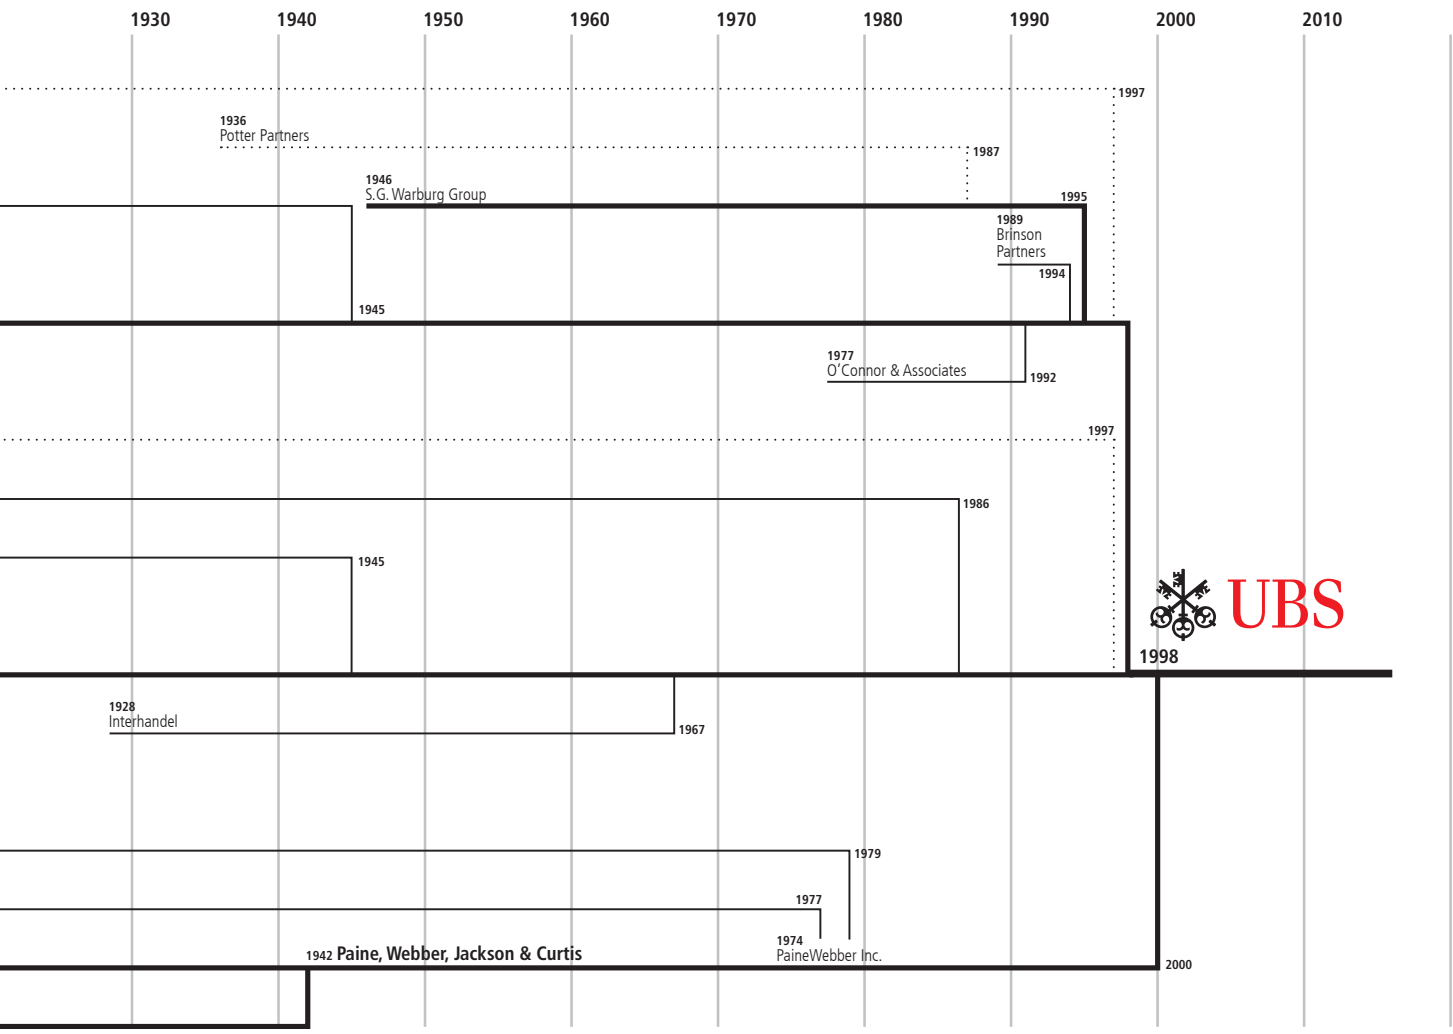 1930 1940 1950 1960 1970 1980 1990 2000 2010
1997
1936
Potter Partners
1987
1946
S.G. Warburg Group
1995
1989
Brinson
Partners
1994
1945
1977
O’Connor & Associates
1992
1997
1986
1945
UBS
1998
1928
Interhandel
1967
1979
1977
1974
PaineWebber Inc.
1942 Paine, Webber, Jackson & Curtis
2000